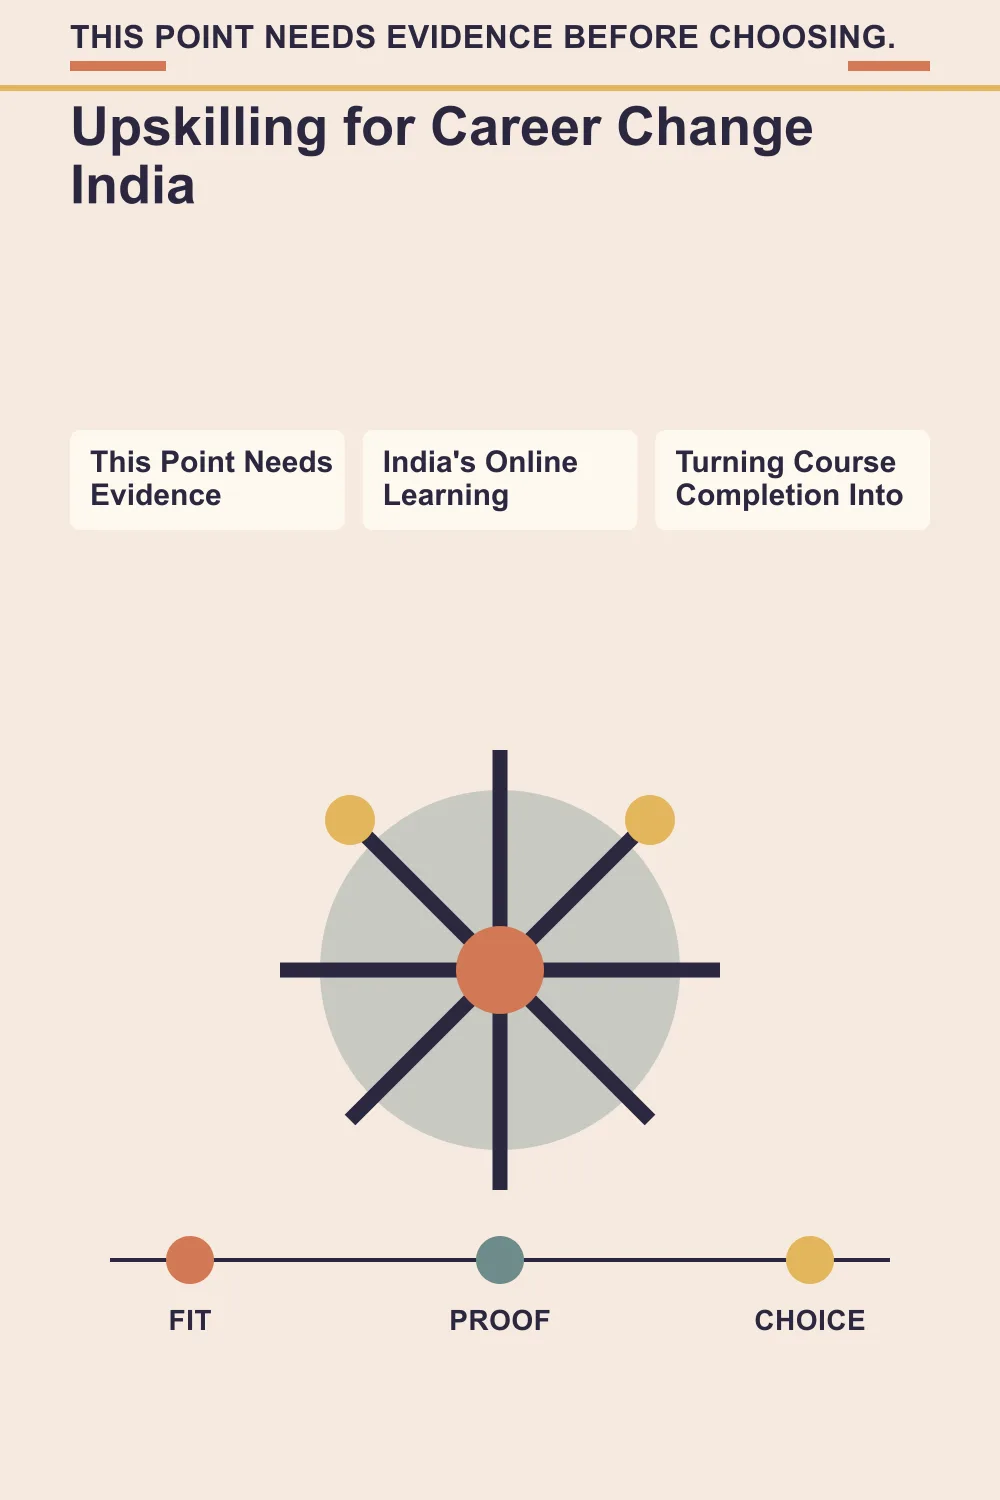 THIS POINT NEEDS EVIDENCE BEFORE CHOOSING.
Upskilling for Career Change
India
This Point Needs
Evidence
India's Online
Learning
Turning Course
Completion Into
FIT
PROOF
CHOICE